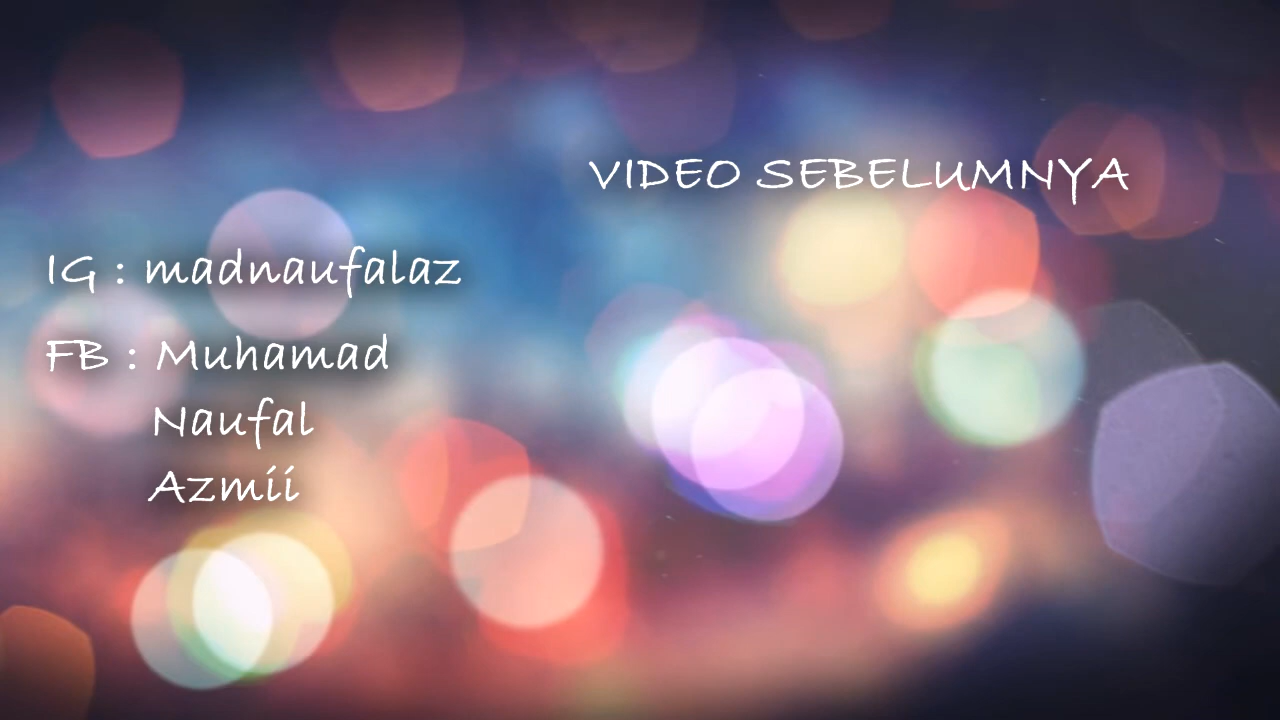 VIDEO SEBELUMNYA
IG : madnaufalaz
FB : Muhamad
Naufal
Azmii